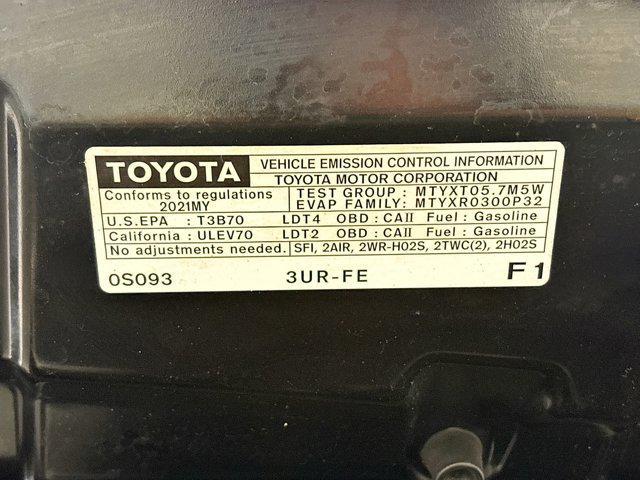 TOYOTA VEHICLE EMISSION CONTROL INFORMATION
TOYOTA MOTOR CORPORATION
Conforms to regulations TEST GROUP : MTYXT05.7M5W
2021MY EVAP FAMILY: MTYXR0300P32
U.S.EPA : T3B70 LDT4 OBD : CAII Fuel : Gasoline
California : ULEV70 LDT2 OBD : CAII Fuel : Gasoline
No adjustments needed. SFI, 2AIR, 2WR-HO2S, 2TWC(2), 2HO2S
0S093 3UR-FE F1